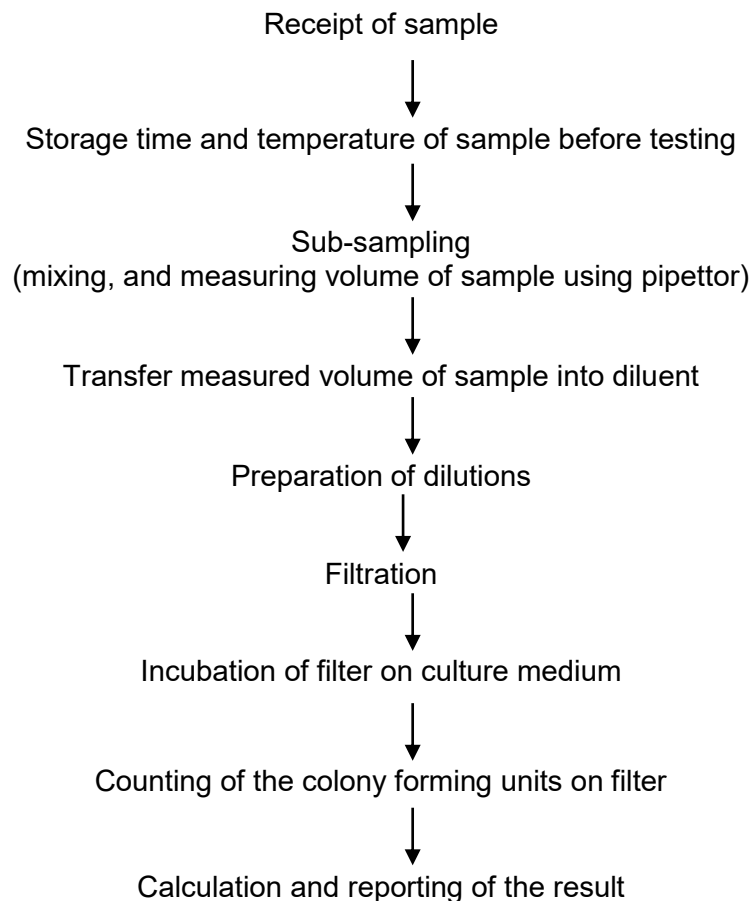 Receipt of sample
Storage time and temperature of sample before testing
Sub-sampling
(mixing, and measuring volume of sample using pipettor)
Transfer measured volume of sample into diluent
Preparation of dilutions
Filtration
Incubation of filter on culture medium
Counting of the colony forming units on filter
Calculation and reporting of the result